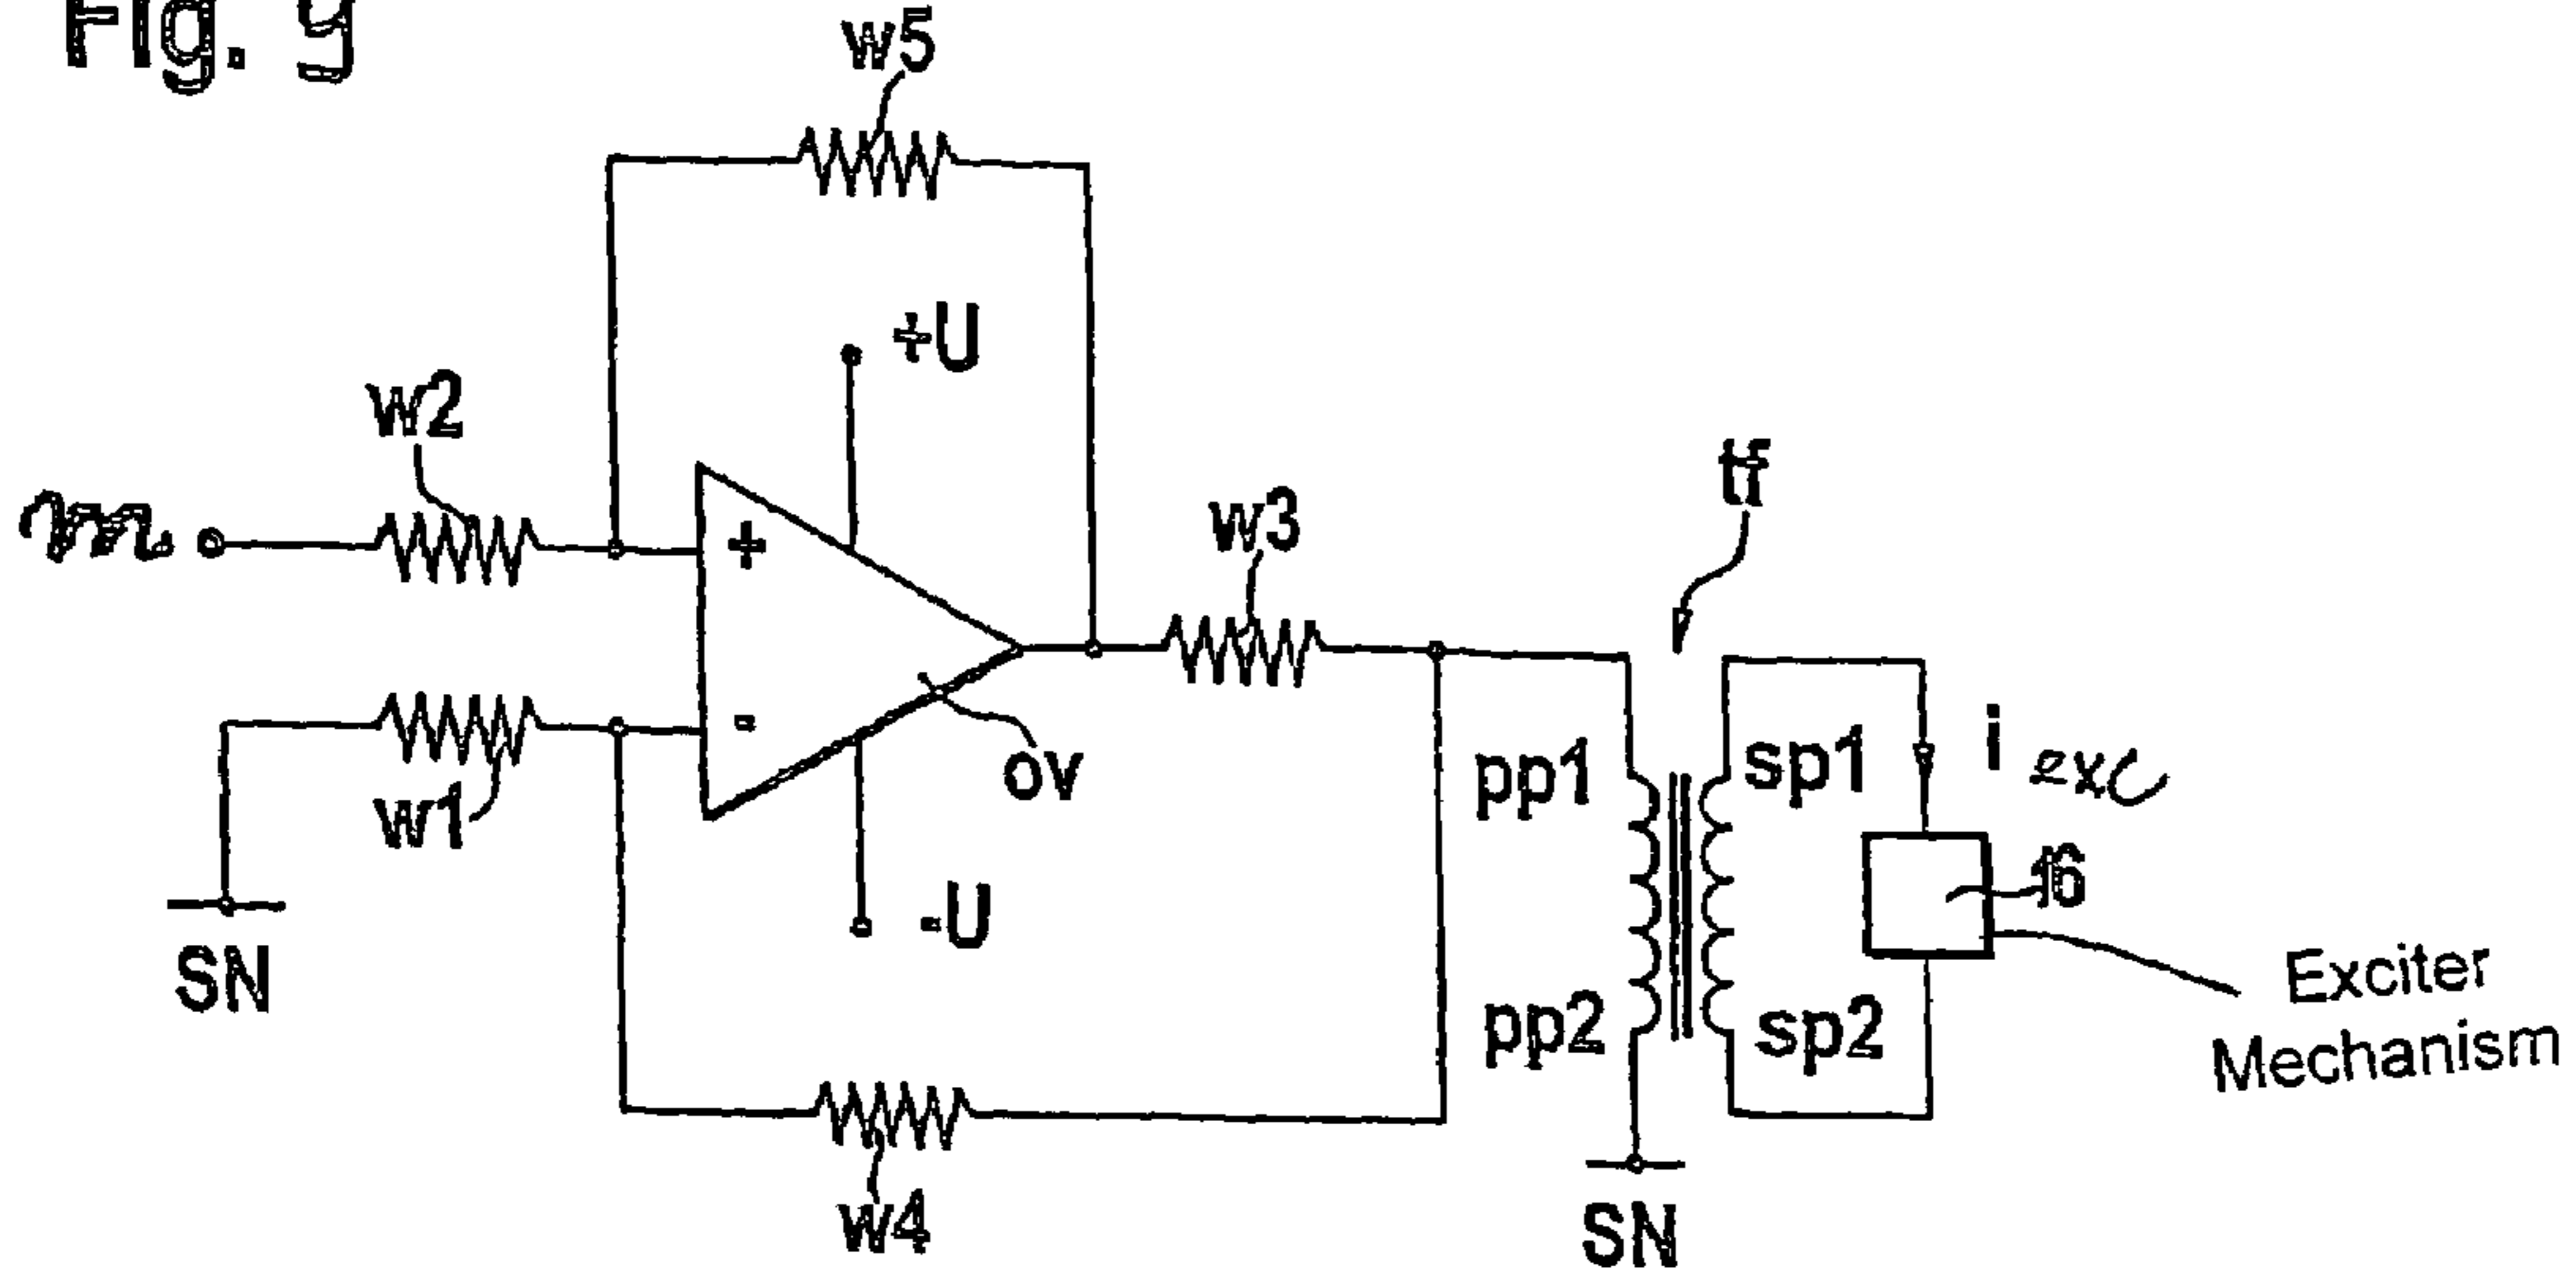 Fig. 9
w5
+U
w2
tf
m
+
w3
-
ov
w1
pp1
sp1
i exc
16
-U
SN
Exciter
Mechanism
pp2
sp2
w4
SN